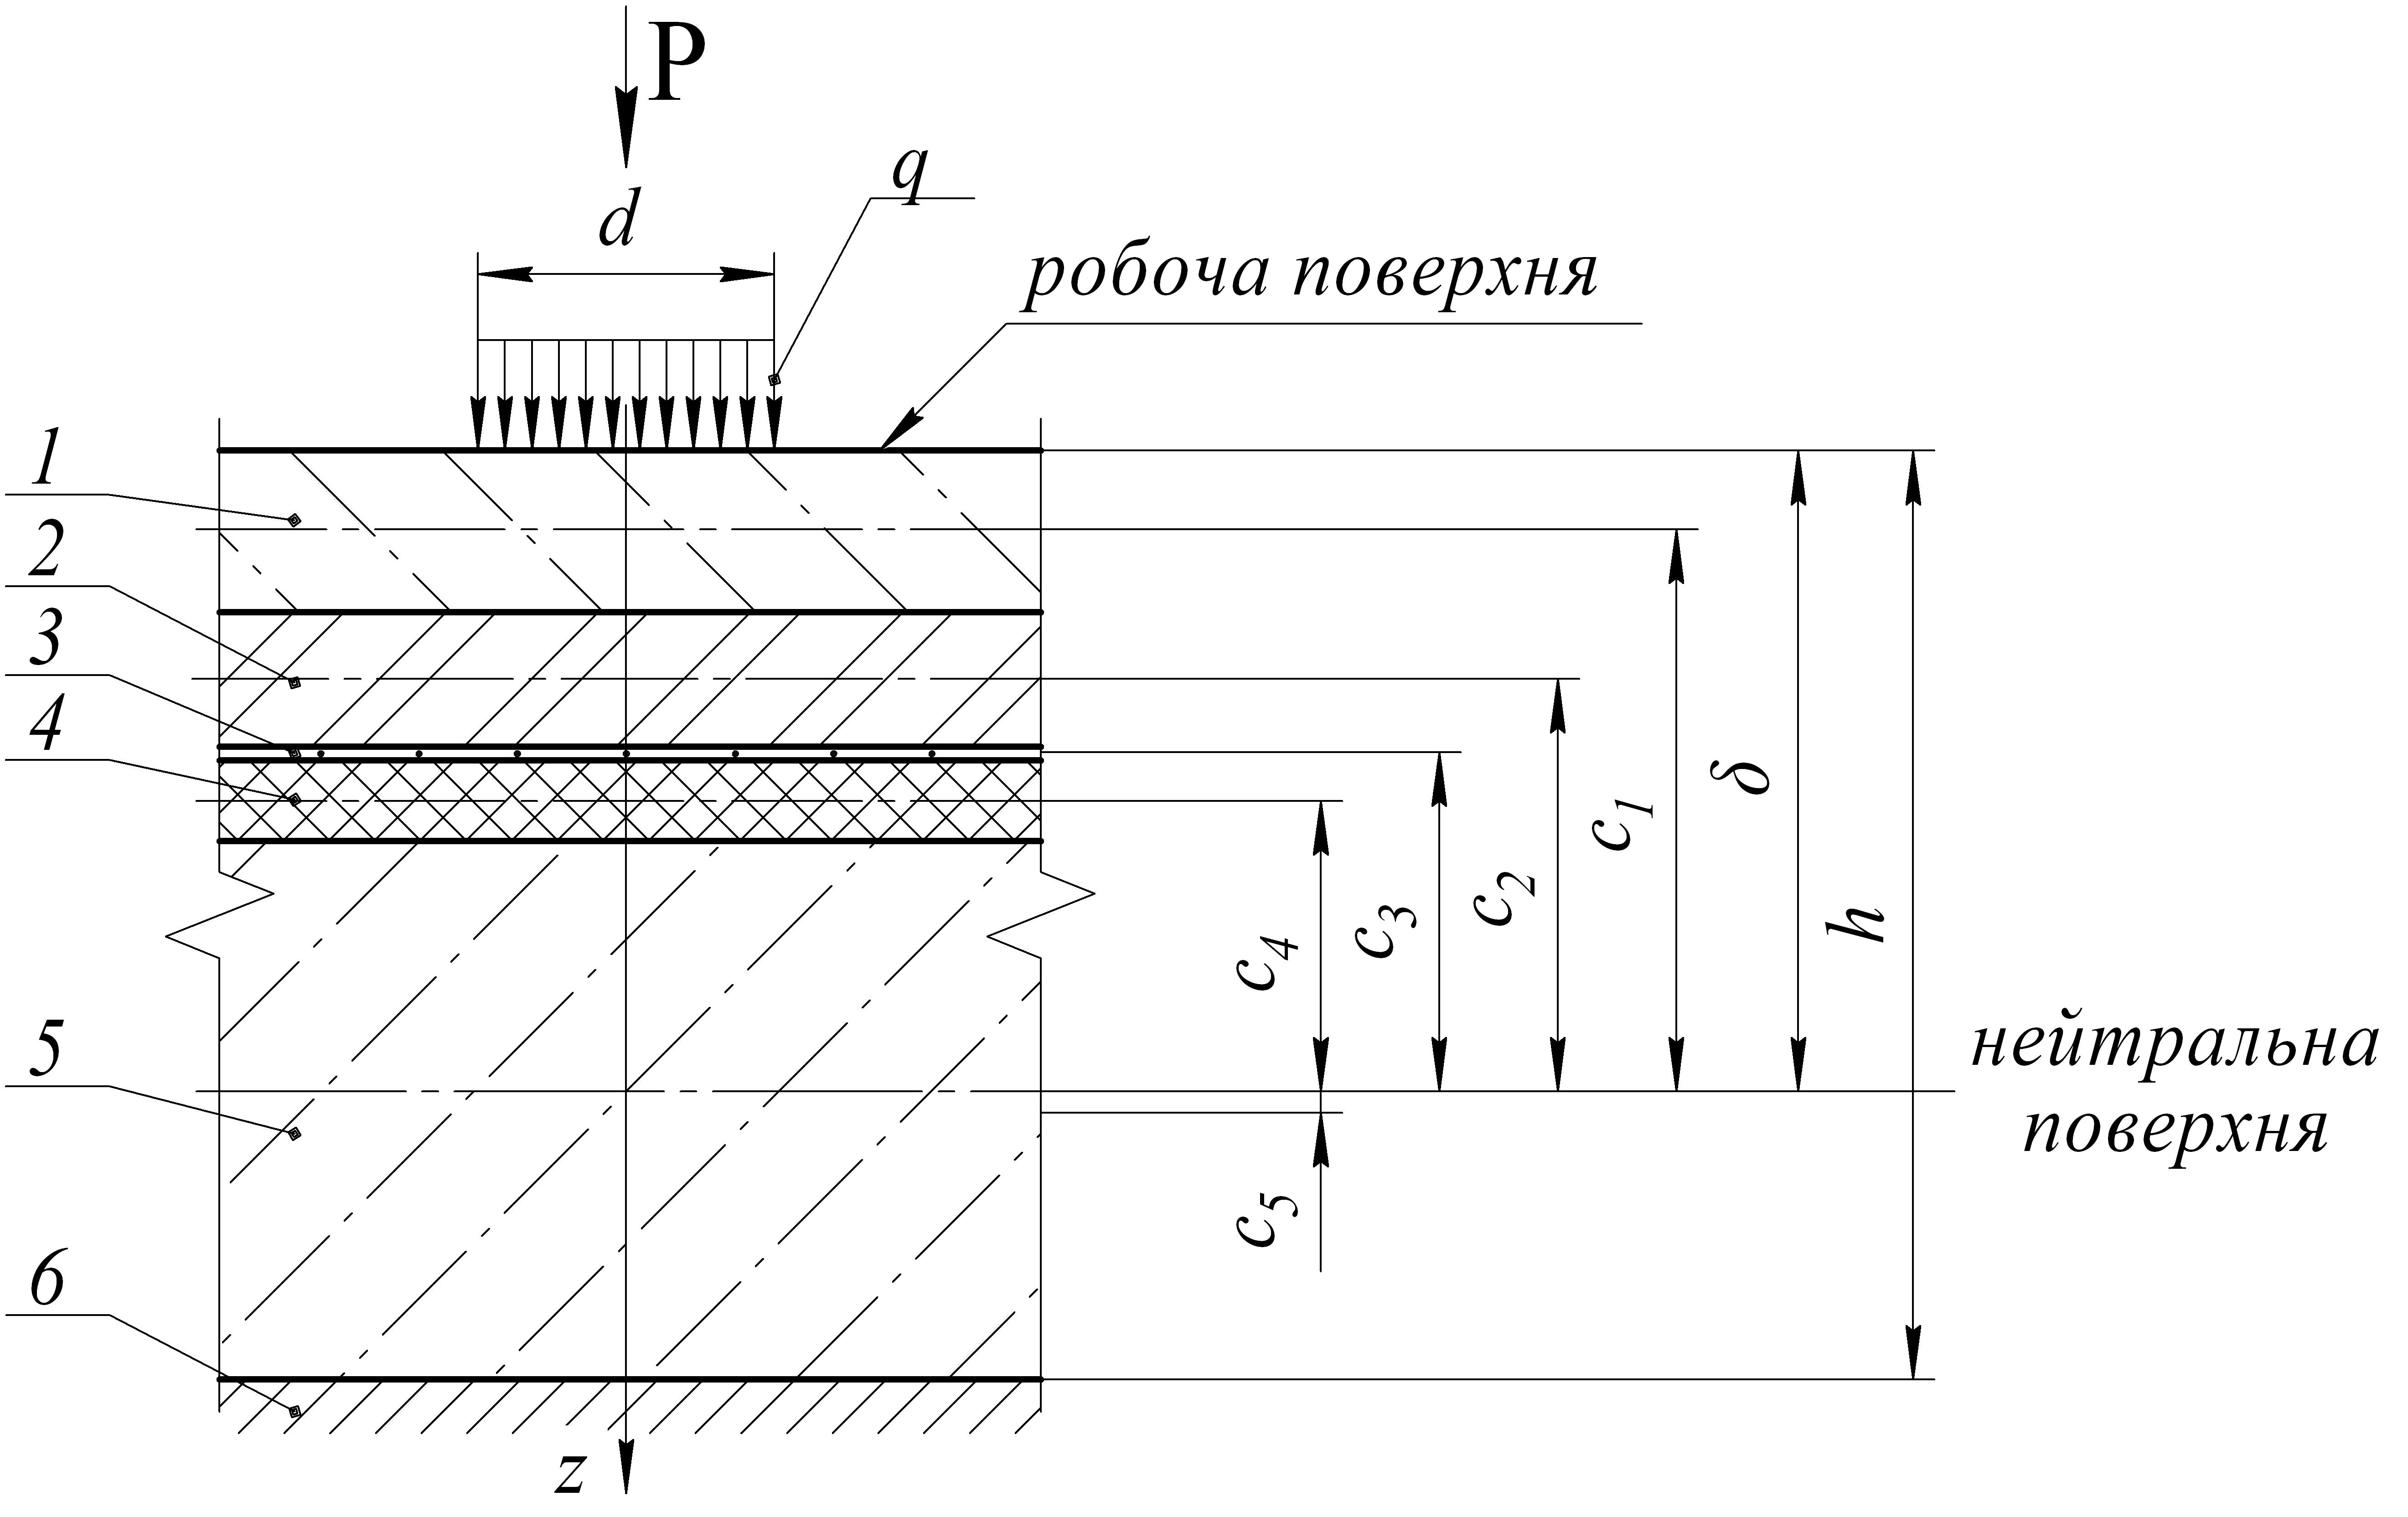 P
q
d
робоча поверхня
1
2
3
4
c₁
δ
c₂
h
c₃
c₄
нейтральна
поверхня
5
c₅
6
z